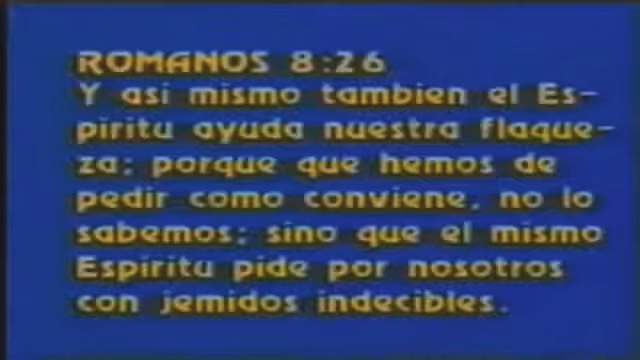 ROMANOS 8:26
Y asi mismo tambien el Es-
piritu ayuda nuestra flaque-
za; porque que hemos de
pedir como conviene, no lo
sabemos; sino que el mismo
Espiritu pide por nosotros
con jemidos indecibles.